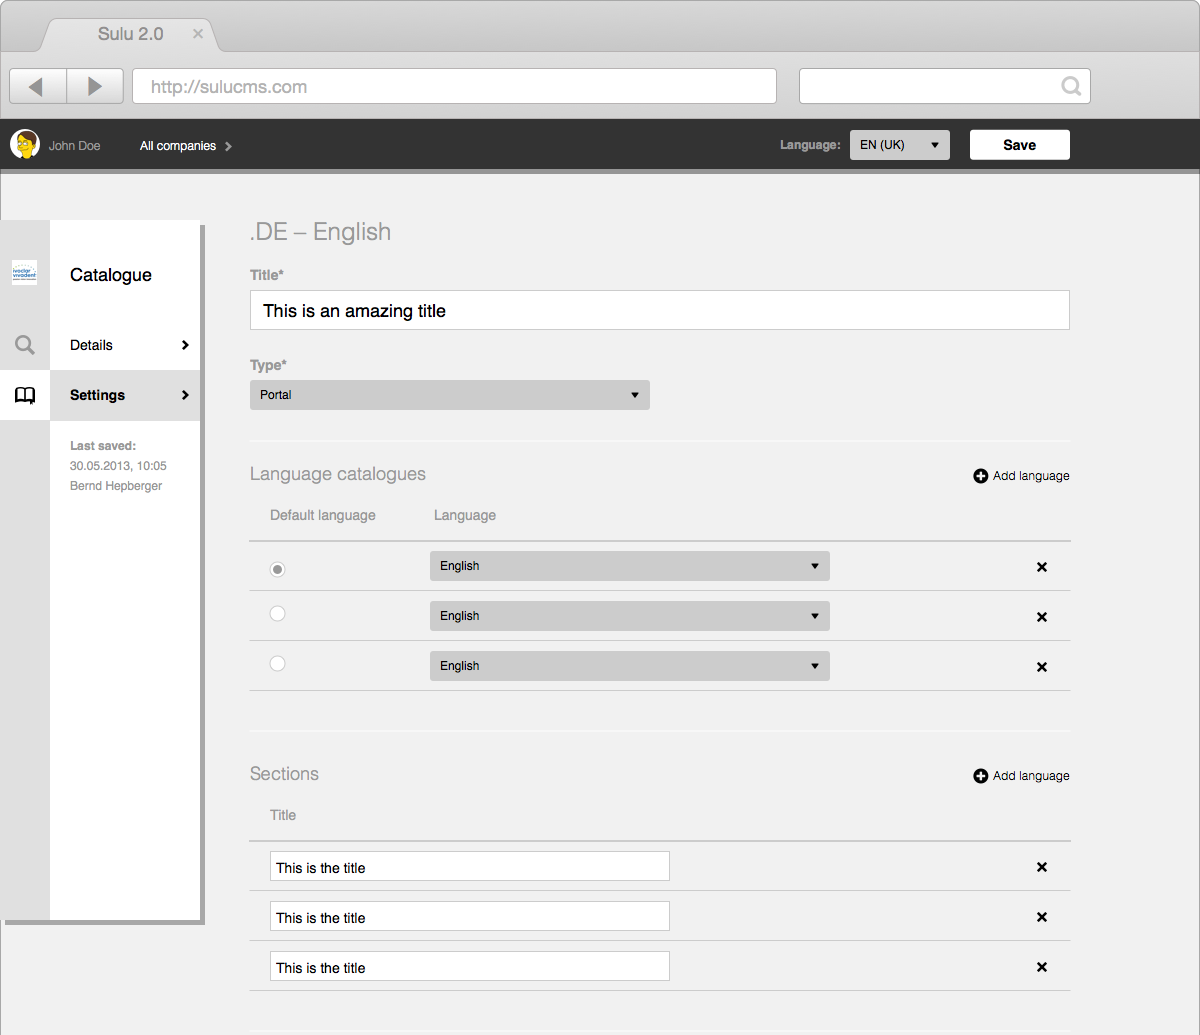 Sulu 2.0
http://sulucms.com
John Doe
All companies
Language:
EN (UK)
Save
Catalogue
Details
Settings
Last saved:
30.05.2013, 10:05
Bernd Hepberger
.DE – English
Title*
This is an amazing title
Type*
Portal
Language catalogues
Add language
Default language
Language
English
English
English
Sections
Add language
Title
This is the title
This is the title
This is the title
ivoclar
vivadent